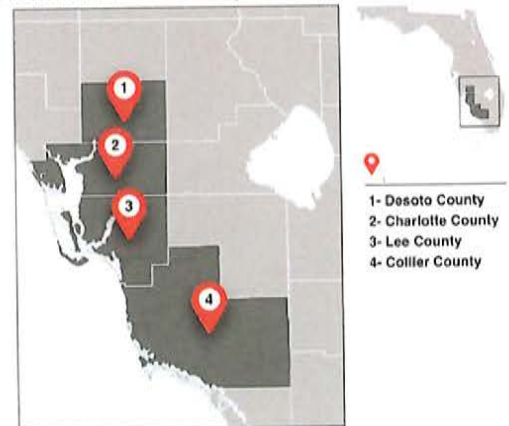 1
2
3
4
1- Desoto County
2- Charlotte County
3- Lee County
4- Collier County